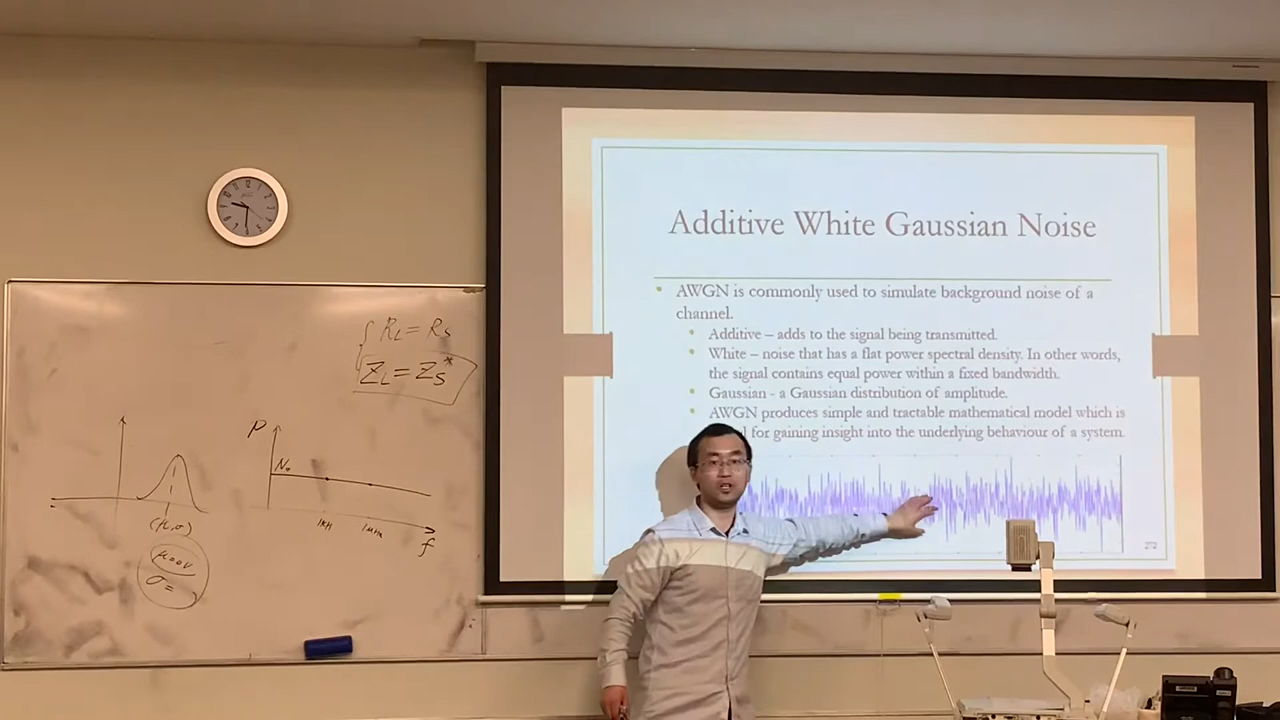 Additive White Gaussian Noise
AWGN is commonly used to simulate background noise of a
channel.
Additive – adds to the signal being transmitted.
White – noise that has a flat power spectral density. In other words,
the signal contains equal power within a fixed bandwidth.
Gaussian - a Gaussian distribution of amplitude.
AWGN produces simple and tractable mathematical model which is
for gaining insight into the underlying behaviour of a system.
272
R_L = R_S
Z_L = Z_S*
P
N₀
f
(μ,σ)
σ=